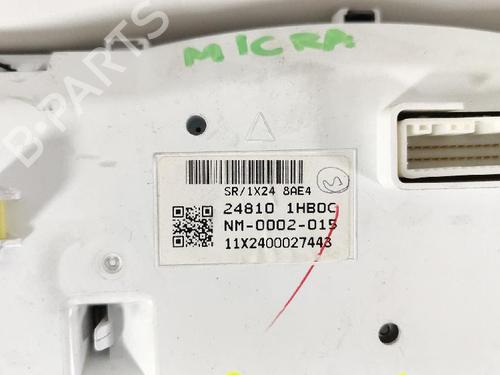 MICRA
B-PARTS
SR/1X24 8AE4
24810 1HB0C
NM-0002-015
11X2400027443